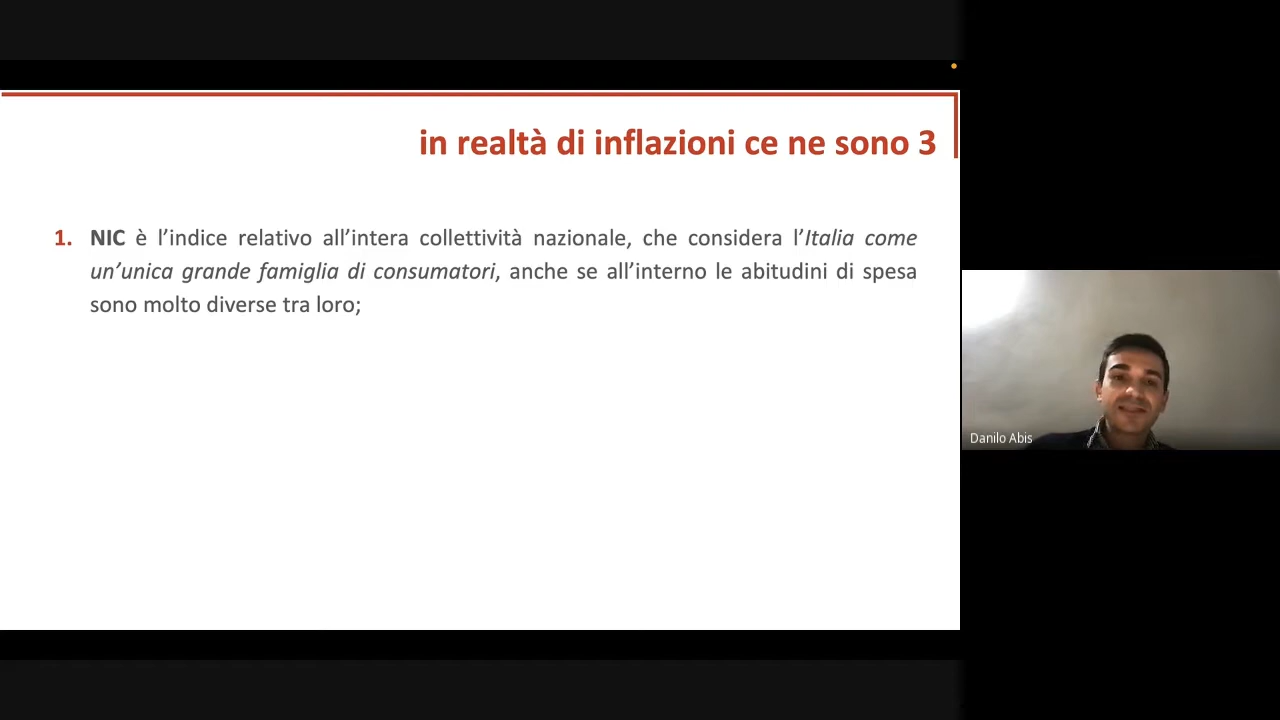 in realtà di inflazioni ce ne sono 3
1. NIC è l’indice relativo all’intera collettività nazionale, che considera l’Italia come
un’unica grande famiglia di consumatori, anche se all’interno le abitudini di spesa
sono molto diverse tra loro;
Danilo Abis